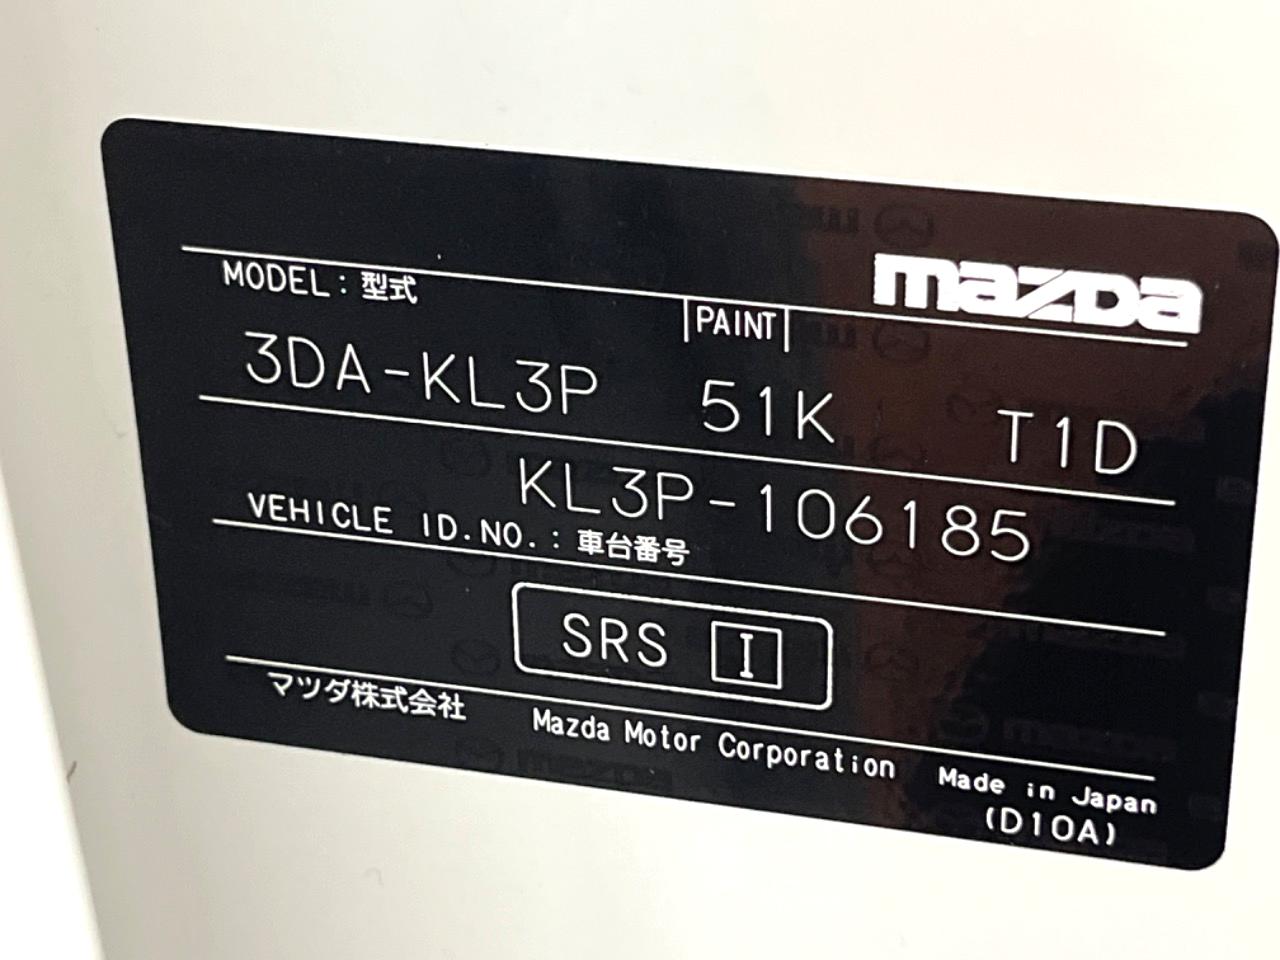 mazda
MODEL : 型式 PAINT
3DA-KL3P 51K T1D
KL3P-106185
VEHICLE ID.NO. : 車台番号
SRS I
マツダ株式会社 Mazda Motor Corporation Made in Japan
(D10A)